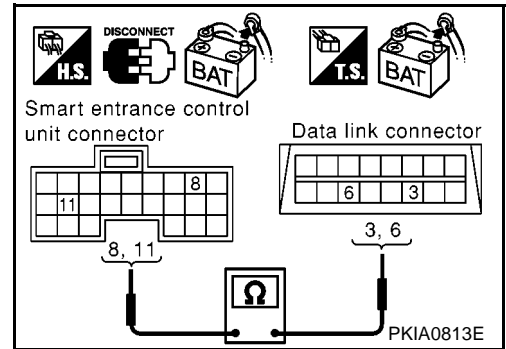 DISCONNECT
H.S.
BAT
T.S.
BAT
Smart entrance control
unit connector
Data link connector
8
11
6 3
8, 11
3, 6
Ω
PKIA0813E